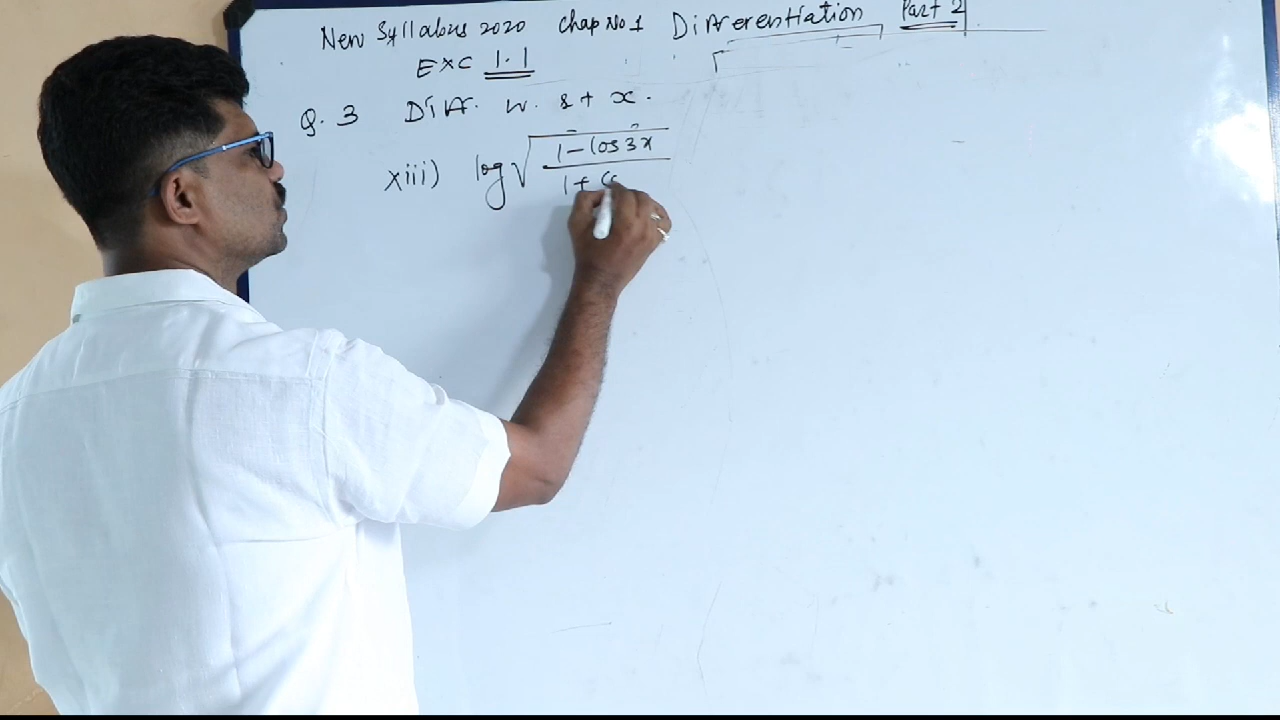 New Syllabus 2020 Chap No 1 Differentiation Part 2
Exc 1.1
Q. 3 Diff. w. r t x.
xiii) log √(1 - cos 3x / 1 + co